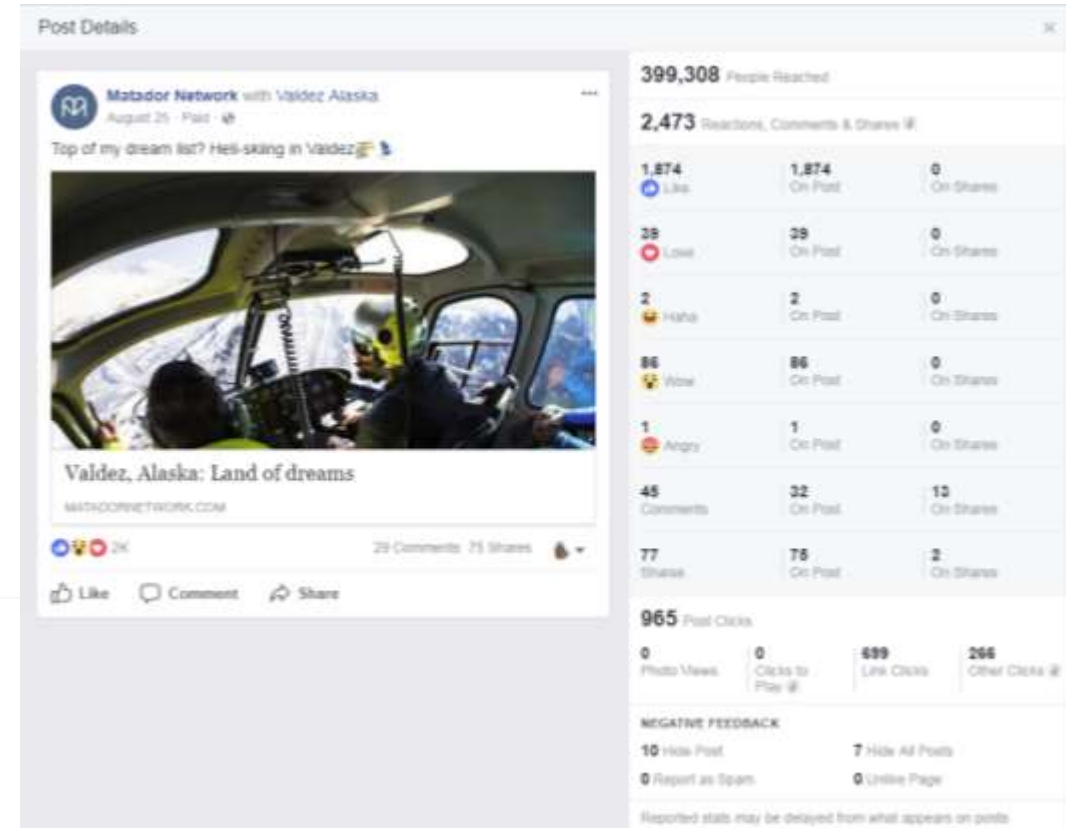 Post Details
Matador Network with Valdez Alaska
August 25 · Paid ·
Top of my dream list? Heli-skiing in Valdez
Valdez, Alaska: Land of dreams
MATADORNETWORK.COM
2K
29 Comments 75 Shares
Like Comment Share
399,308 People Reached
2,473 Reactions, Comments & Shares
1,874 1,874 0
Like On Post On Shares
39 39 0
Love On Post On Shares
2 2 0
Haha On Post On Shares
86 86 0
Wow On Post On Shares
1 1 0
Angry On Post On Shares
45 32 13
Comments On Post On Shares
77 75 2
Shares On Post On Shares
965 Post Clicks
0 0 699 266
Photo Views Clicks to Link Clicks Other Clicks
Play
NEGATIVE FEEDBACK
10 Hide Post 7 Hide All Posts
0 Report as Spam 0 Unlike Page
Reported stats may be delayed from what appears on posts